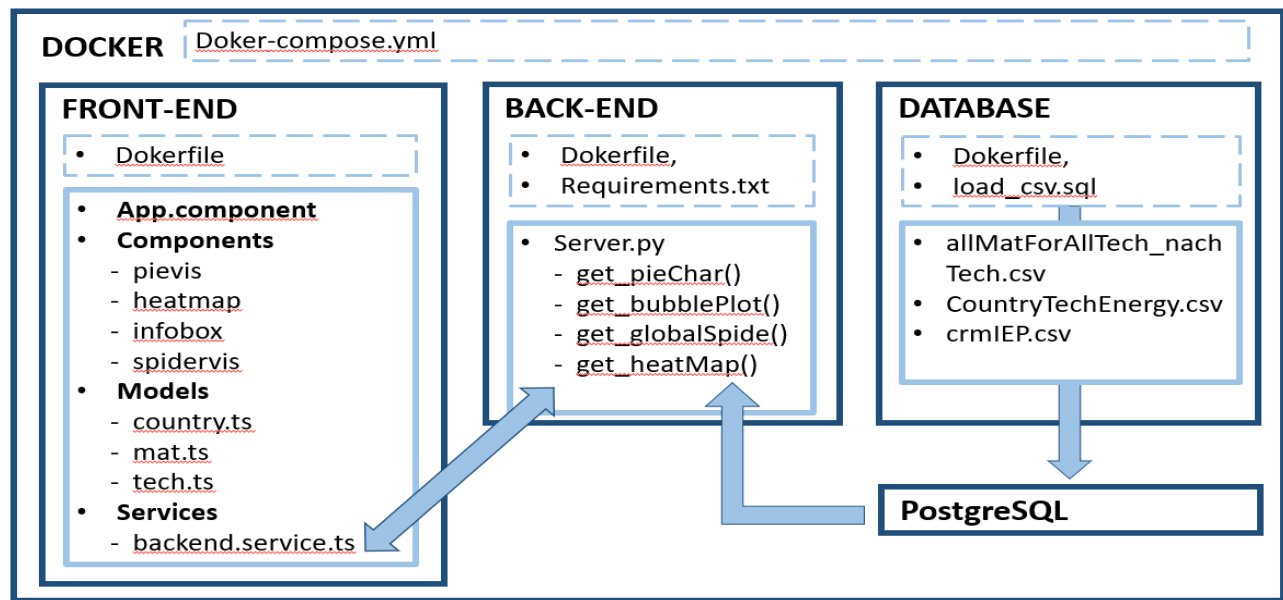 DOCKER
Doker-compose.yml
FRONT-END
• Dokerfile
• App.component
• Components
- pievis
- heatmap
- infobox
- spidervis
• Models
- country.ts
- mat.ts
- tech.ts
• Services
- backend.service.ts
BACK-END
• Dokerfile,
• Requirements.txt
• Server.py
- get_pieChar()
- get_bubblePlot()
- get_globalSpide()
- get_heatMap()
DATABASE
• Dokerfile,
• load_csv.sql
• allMatForAllTech_nach
Tech.csv
• CountryTechEnergy.csv
• crmIEP.csv
PostgreSQL